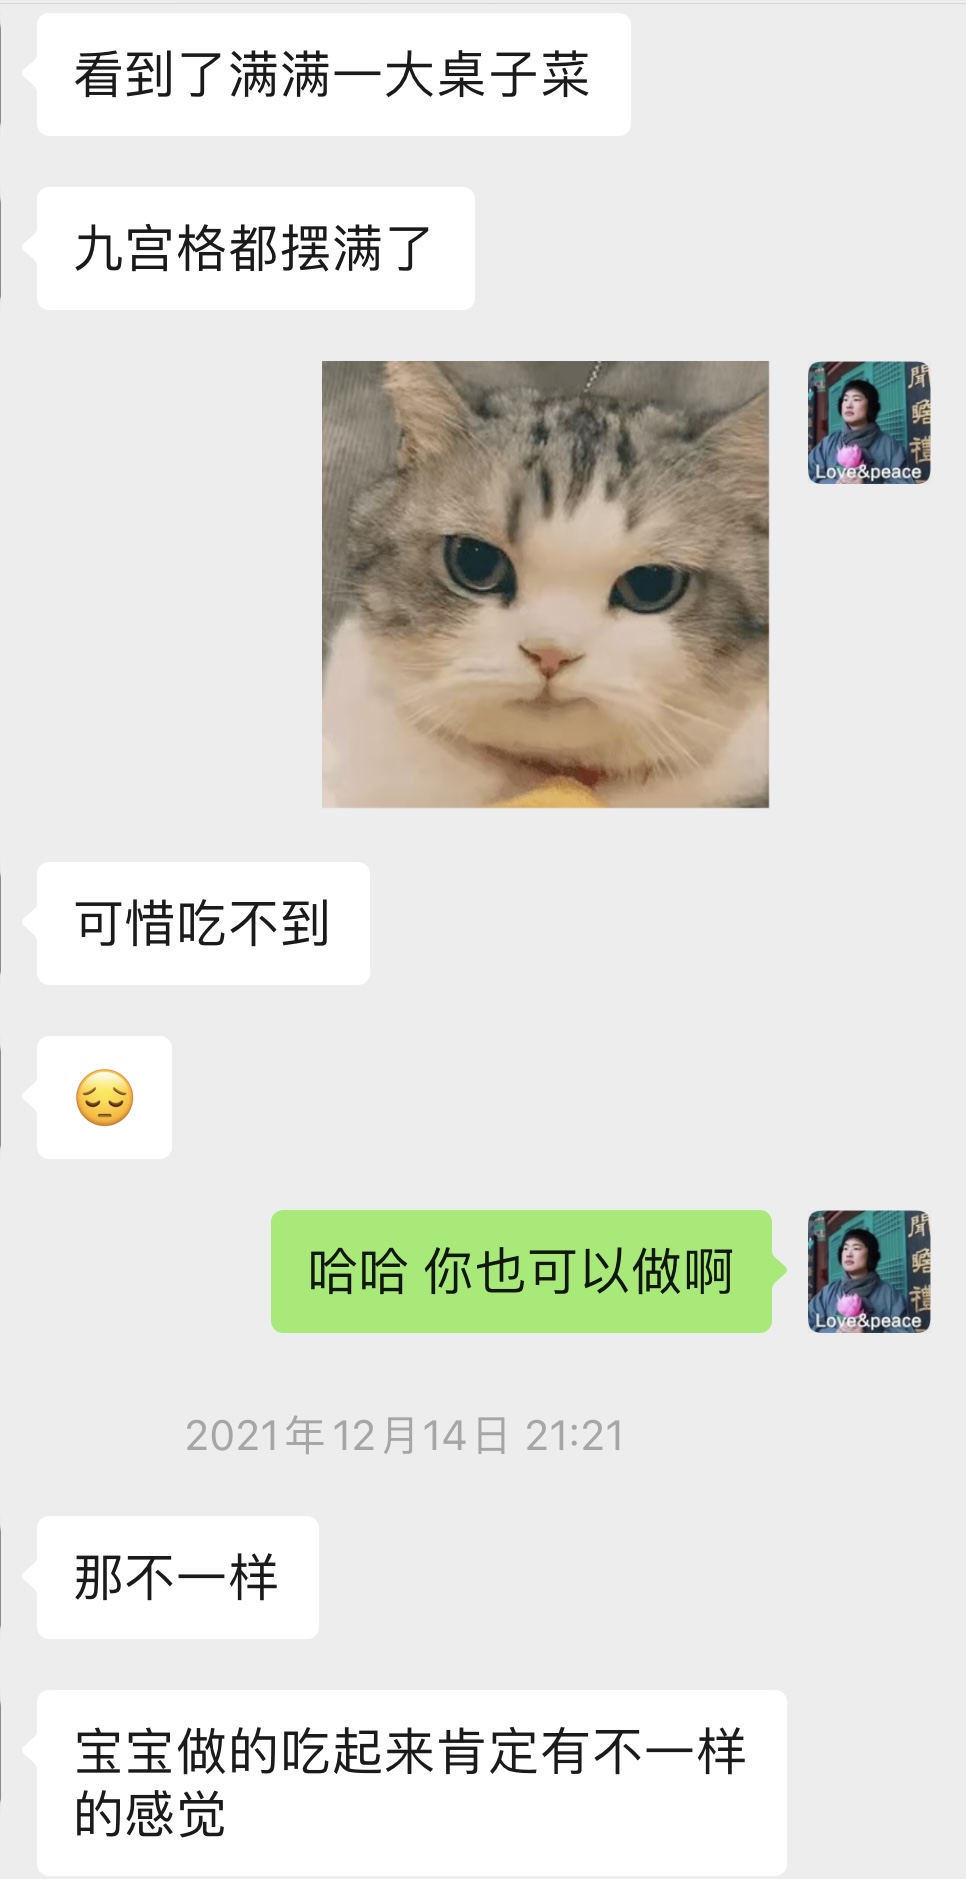 看到了满满一大桌子菜
九宫格都摆满了
聞
瞻
禮
Love&peace
可惜吃不到
哈哈 你也可以做啊
聞
瞻
禮
Love&peace
2021年12月14日 21:21
那不一样
宝宝做的吃起来肯定有不一样
的感觉